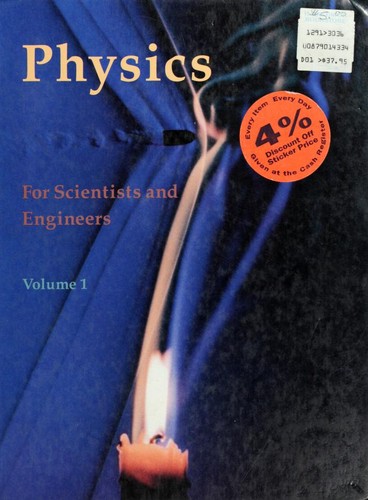 1291>3036
U0879014334
D01 >#37.95
Physics
Every Item Every Day
4%
Discount Off
Sticker Price
Given at the Cash Register
For Scientists and
Engineers
Volume 1